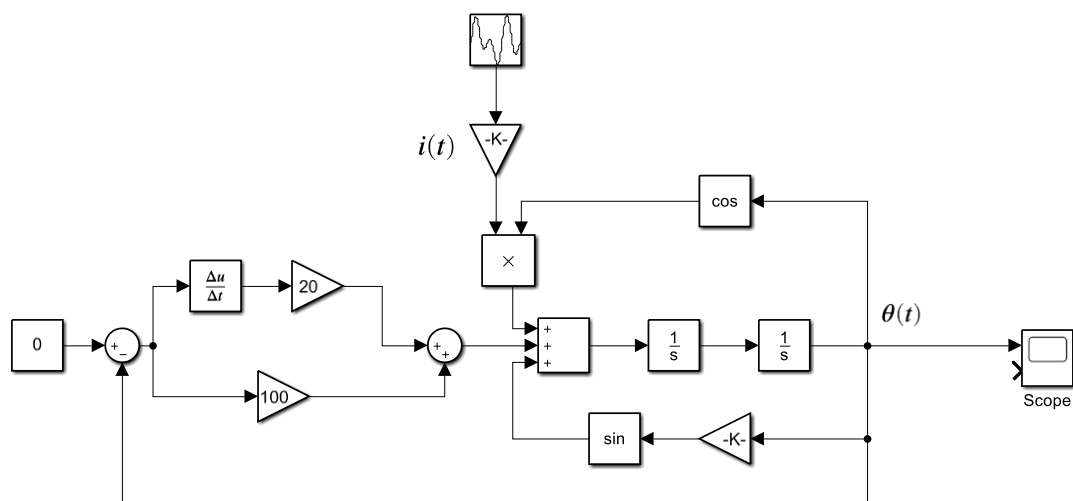 -K-
i(t)
cos
×
Δu
Δt
20
0
+
−
+
+
100
+
+
+
1
s
1
s
θ(t)
Scope
sin
-K-